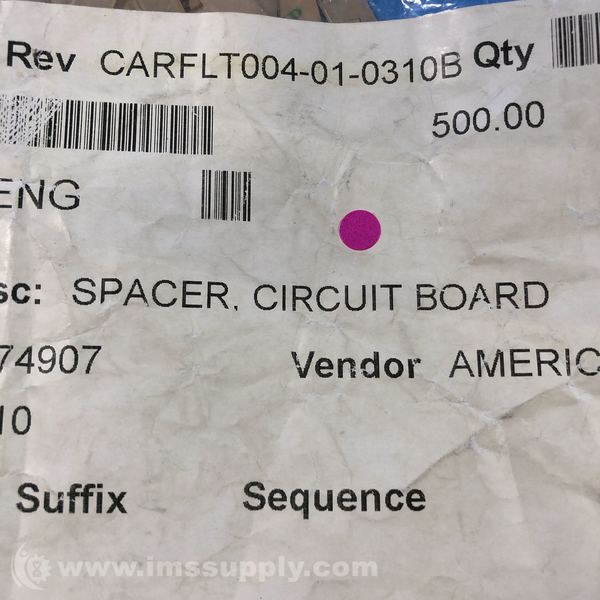 Rev CARFLT004-01-0310B Qty
500.00
ENG
sc: SPACER, CIRCUIT BOARD
74907 Vendor AMERIC
10
Suffix Sequence
www.imssupply.com